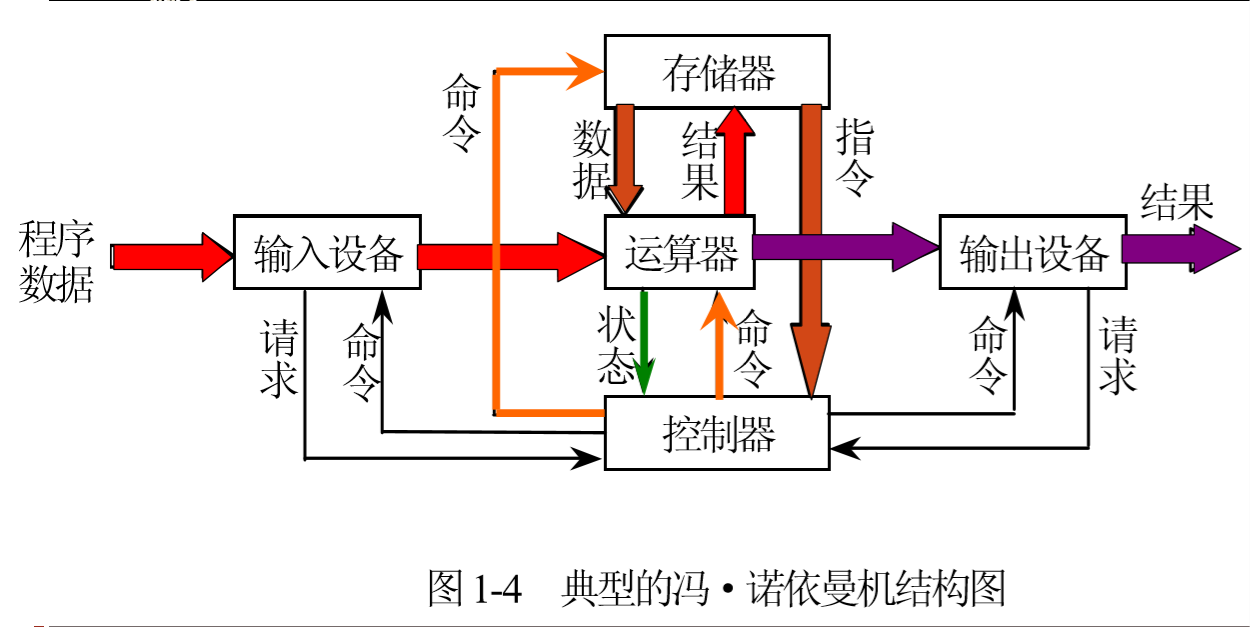 存储器
命令
数据
结果
指令
程序
数据
输入设备
运算器
输出设备
结果
请求
命令
状态
命令
命令
请求
控制器
图 1-4 典型的冯·诺依曼机结构图